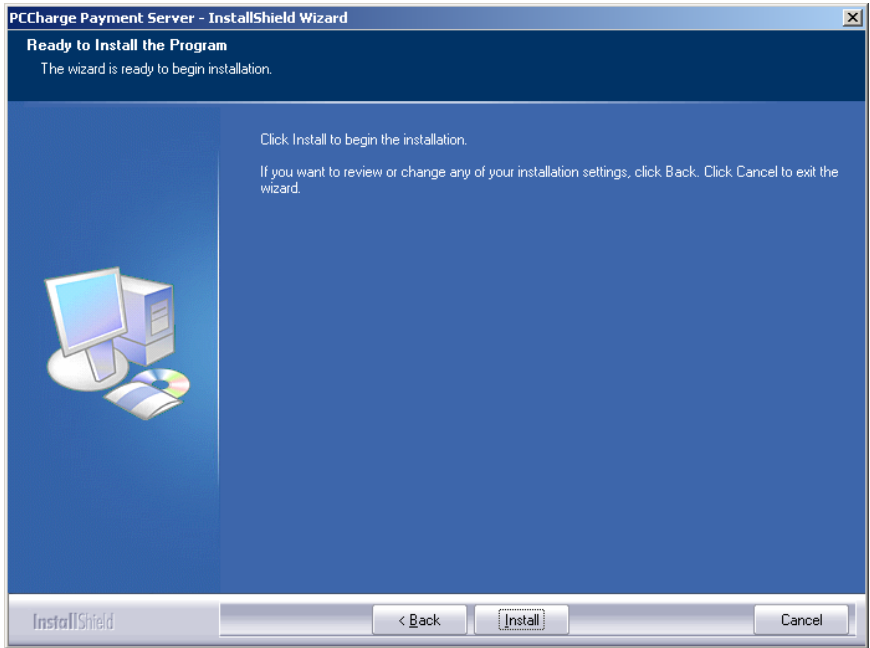 PCCharge Payment Server - InstallShield Wizard
Ready to Install the Program
The wizard is ready to begin installation.
Click Install to begin the installation.
If you want to review or change any of your installation settings, click Back. Click Cancel to exit the
wizard.
InstallShield
< Back
Install
Cancel